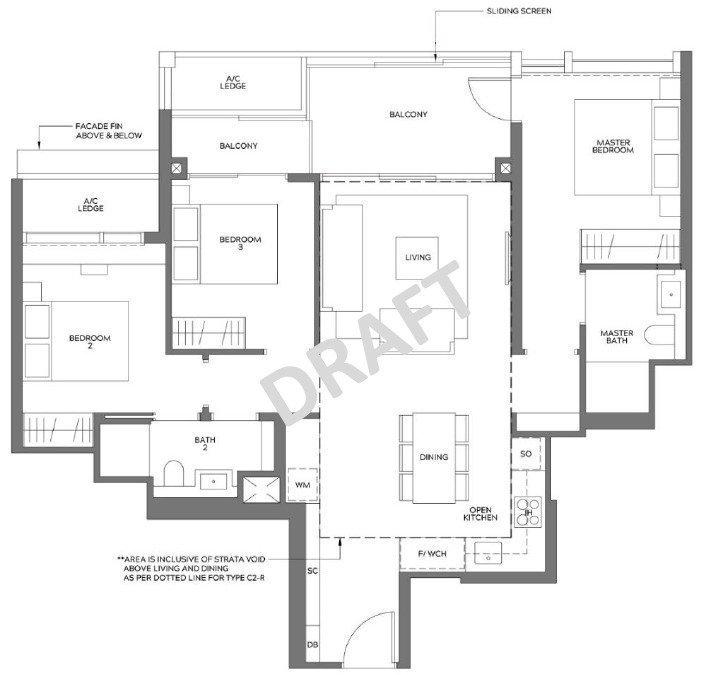 SLIDING SCREEN
A/C
LEDGE
BALCONY
FACADE FIN
ABOVE & BELOW
BALCONY
MASTER
BEDROOM
A/C
LEDGE
BEDROOM
3
LIVING
BEDROOM
2
MASTER
BATH
DRAFT
BATH
2
DINING
SO
WM
OPEN
KITCHEN
IH
**AREA IS INCLUSIVE OF STRATA VOID
ABOVE LIVING AND DINING
AS PER DOTTED LINE FOR TYPE C2-R
F/WCH
SC
DB